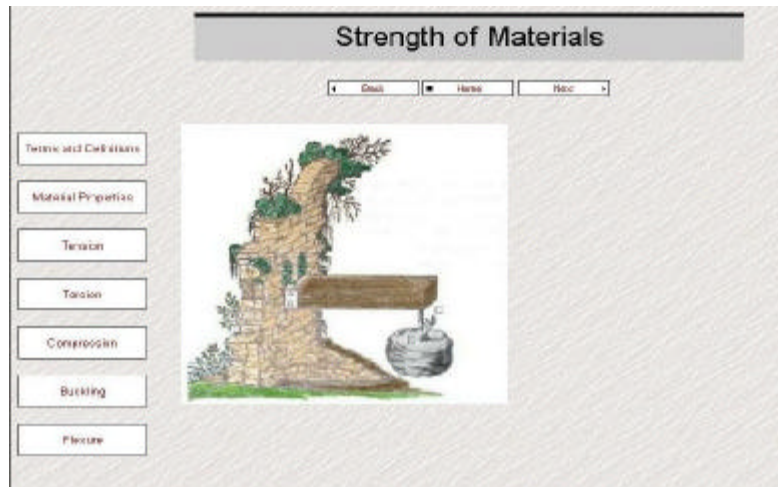 Strength of Materials
Back
Home
Next
Terms and Definitions
Material Properties
Tension
Torsion
Compression
Buckling
Flexure